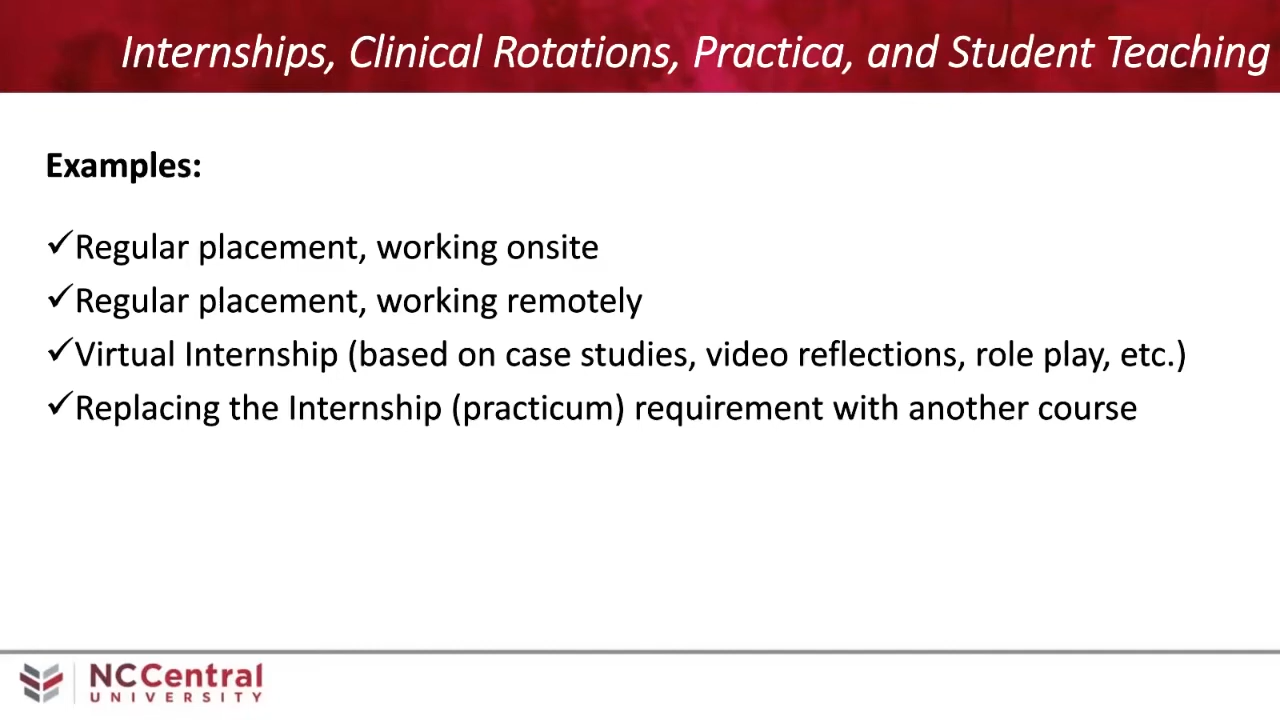 Internships, Clinical Rotations, Practica, and Student Teaching
Examples:
✓Regular placement, working onsite
✓Regular placement, working remotely
✓Virtual Internship (based on case studies, video reflections, role play, etc.)
✓Replacing the Internship (practicum) requirement with another course
NCCentral
UNIVERSITY